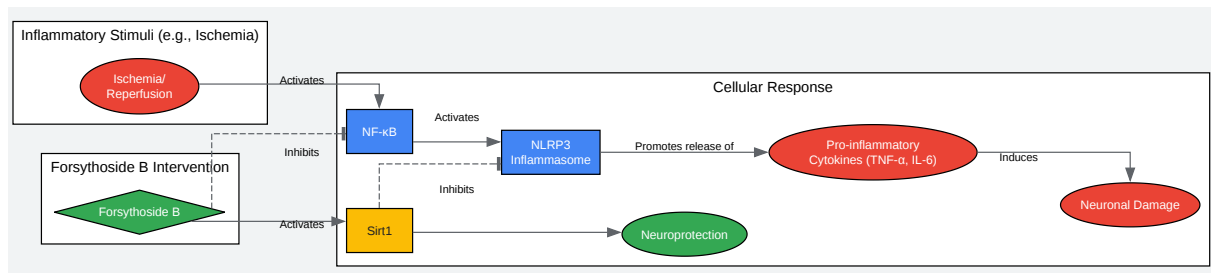 Inflammatory Stimuli (e.g., Ischemia)
Ischemia/
Reperfusion
Activates
Cellular Response
NF-κB
Activates
NLRP3
Inflammasome
Promotes release of
Pro-inflammatory
Cytokines (TNF-α, IL-6)
Induces
Neuronal Damage
Inhibits
Forsythoside B Intervention
Forsythoside B
Activates
Inhibits
Sirt1
Neuroprotection